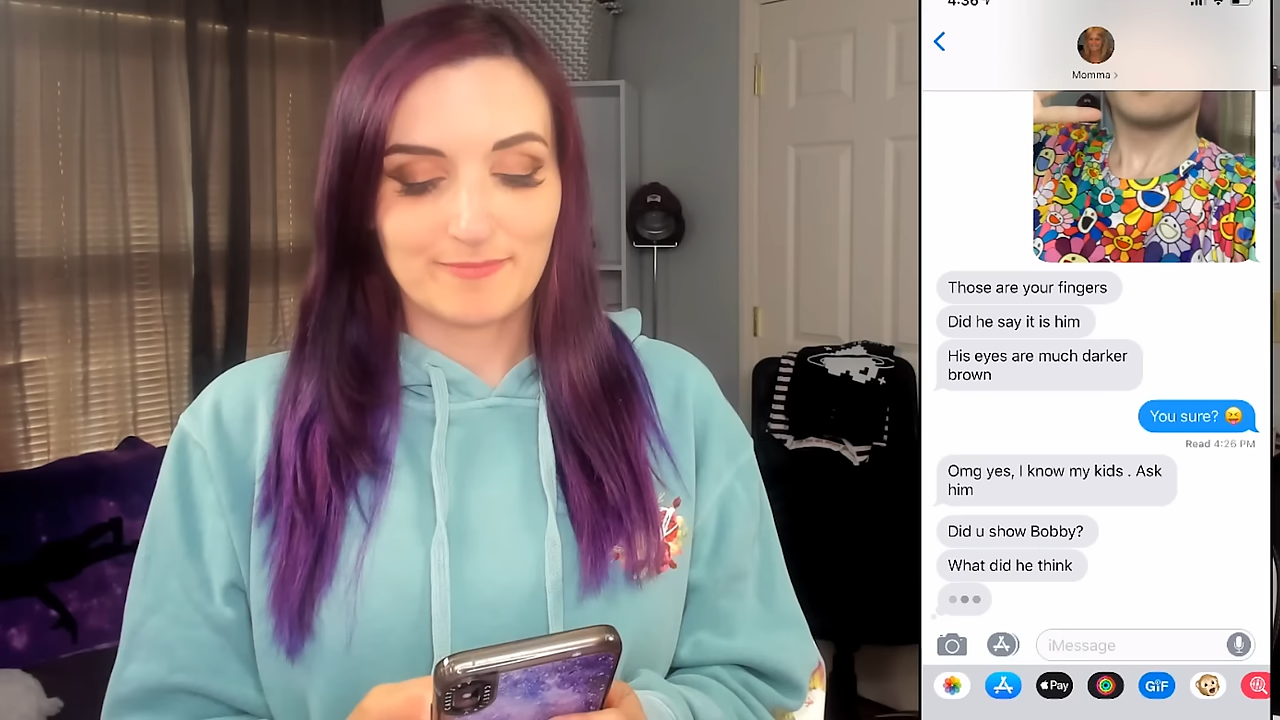 4:36
Momma >
Those are your fingers
Did he say it is him
His eyes are much darker
brown
You sure? 😝
Read 4:26 PM
Omg yes, I know my kids . Ask
him
Did u show Bobby?
What did he think
iMessage
Pay
GIF